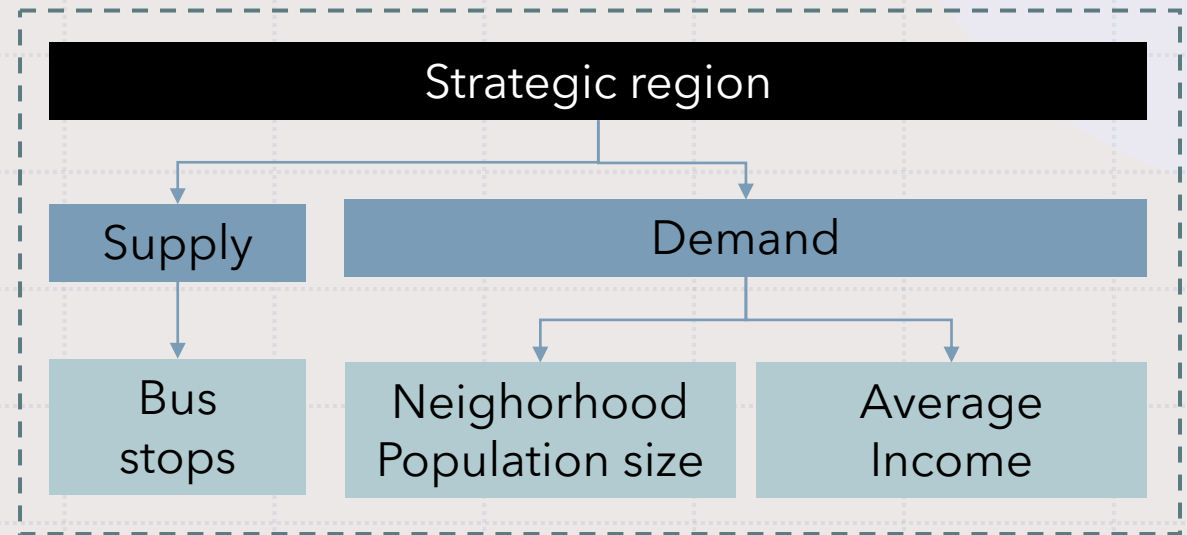 Strategic region
Supply
Demand
Bus
stops
Neighorhood
Population size
Average
Income